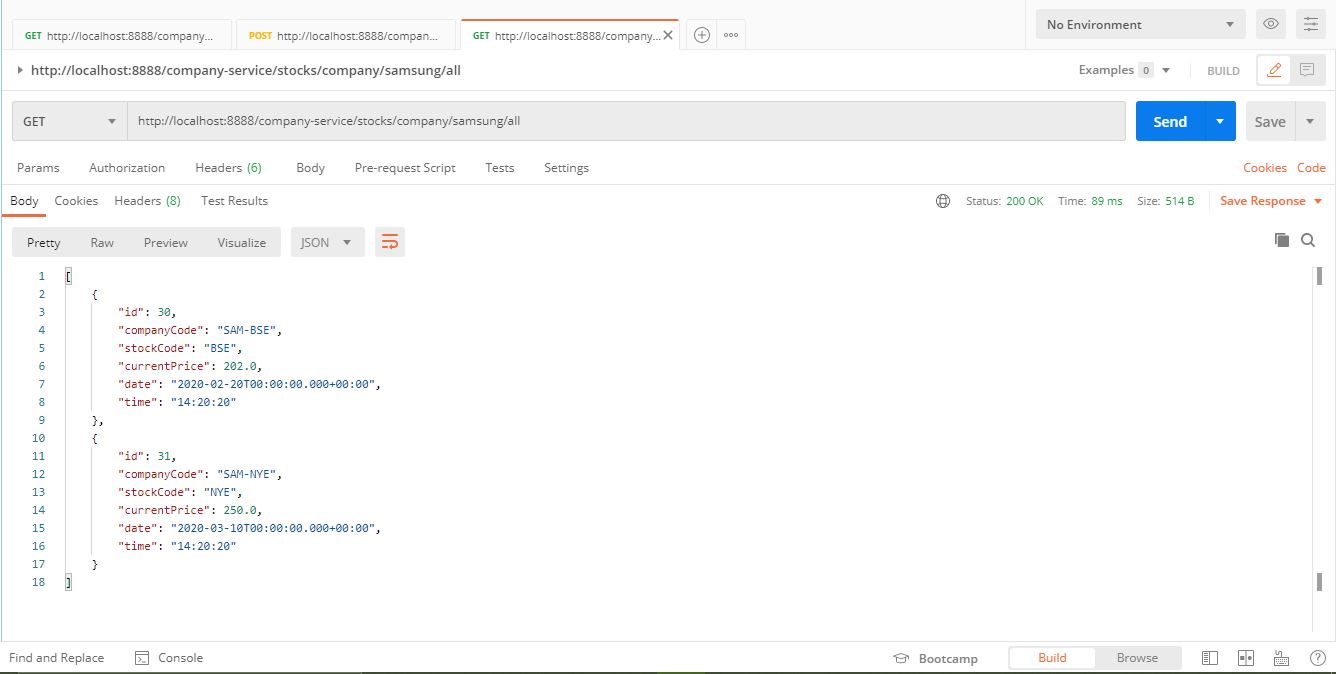 GET http://localhost:8888/company... POST http://localhost:8888/compan... GET http://localhost:8888/company... No Environment
http://localhost:8888/company-service/stocks/company/samsung/all Examples 0 BUILD
GET http://localhost:8888/company-service/stocks/company/samsung/all Send Save
Params Authorization Headers (6) Body Pre-request Script Tests Settings Cookies Code
Body Cookies Headers (8) Test Results Status: 200 OK Time: 89 ms Size: 514 B Save Response
Pretty Raw Preview Visualize JSON
1 [
2 {
3 "id": 30,
4 "companyCode": "SAM-BSE",
5 "stockCode": "BSE",
6 "currentPrice": 202.0,
7 "date": "2020-02-20T00:00:00.000+00:00",
8 "time": "14:20:20"
9 },
10 {
11 "id": 31,
12 "companyCode": "SAM-NYE",
13 "stockCode": "NYE",
14 "currentPrice": 250.0,
15 "date": "2020-03-10T00:00:00.000+00:00",
16 "time": "14:20:20"
17 }
18 ]
Find and Replace Console Bootcamp Build Browse